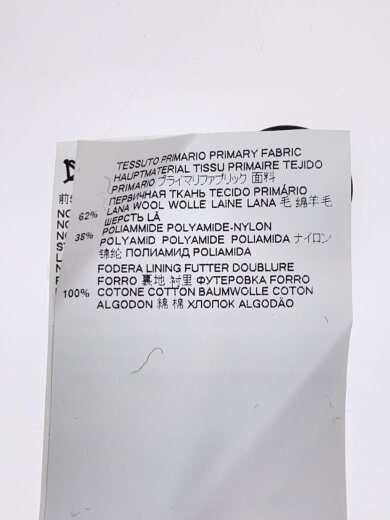 TESSUTO PRIMARIO PRIMARY FABRIC
HAUPTMATERIAL TISSU PRIMAIRE TEJIDO
PRIMARIO プライマリファブリック 面料
ПЕРВИЧНАЯ ТКАНЬ TECIDO PRIMÁRIO
62% LANA WOOL WOLLE LAINE LANA 毛 绵羊毛
ШЕРСТЬ LÃ
38% POLIAMMIDE POLYAMIDE-NYLON
POLYAMID POLYAMIDE POLIAMIDA ナイロン
锦纶 ПОЛИАМИД POLIAMIDA
FODERA LINING FUTTER DOUBLURE
FORRO 裏地 衬里 ФУТЕРОВКА FORRO
100% COTONE COTTON BAUMWOLLE COTON
ALGODON 綿 棉 ХЛОПОК ALGODÃO